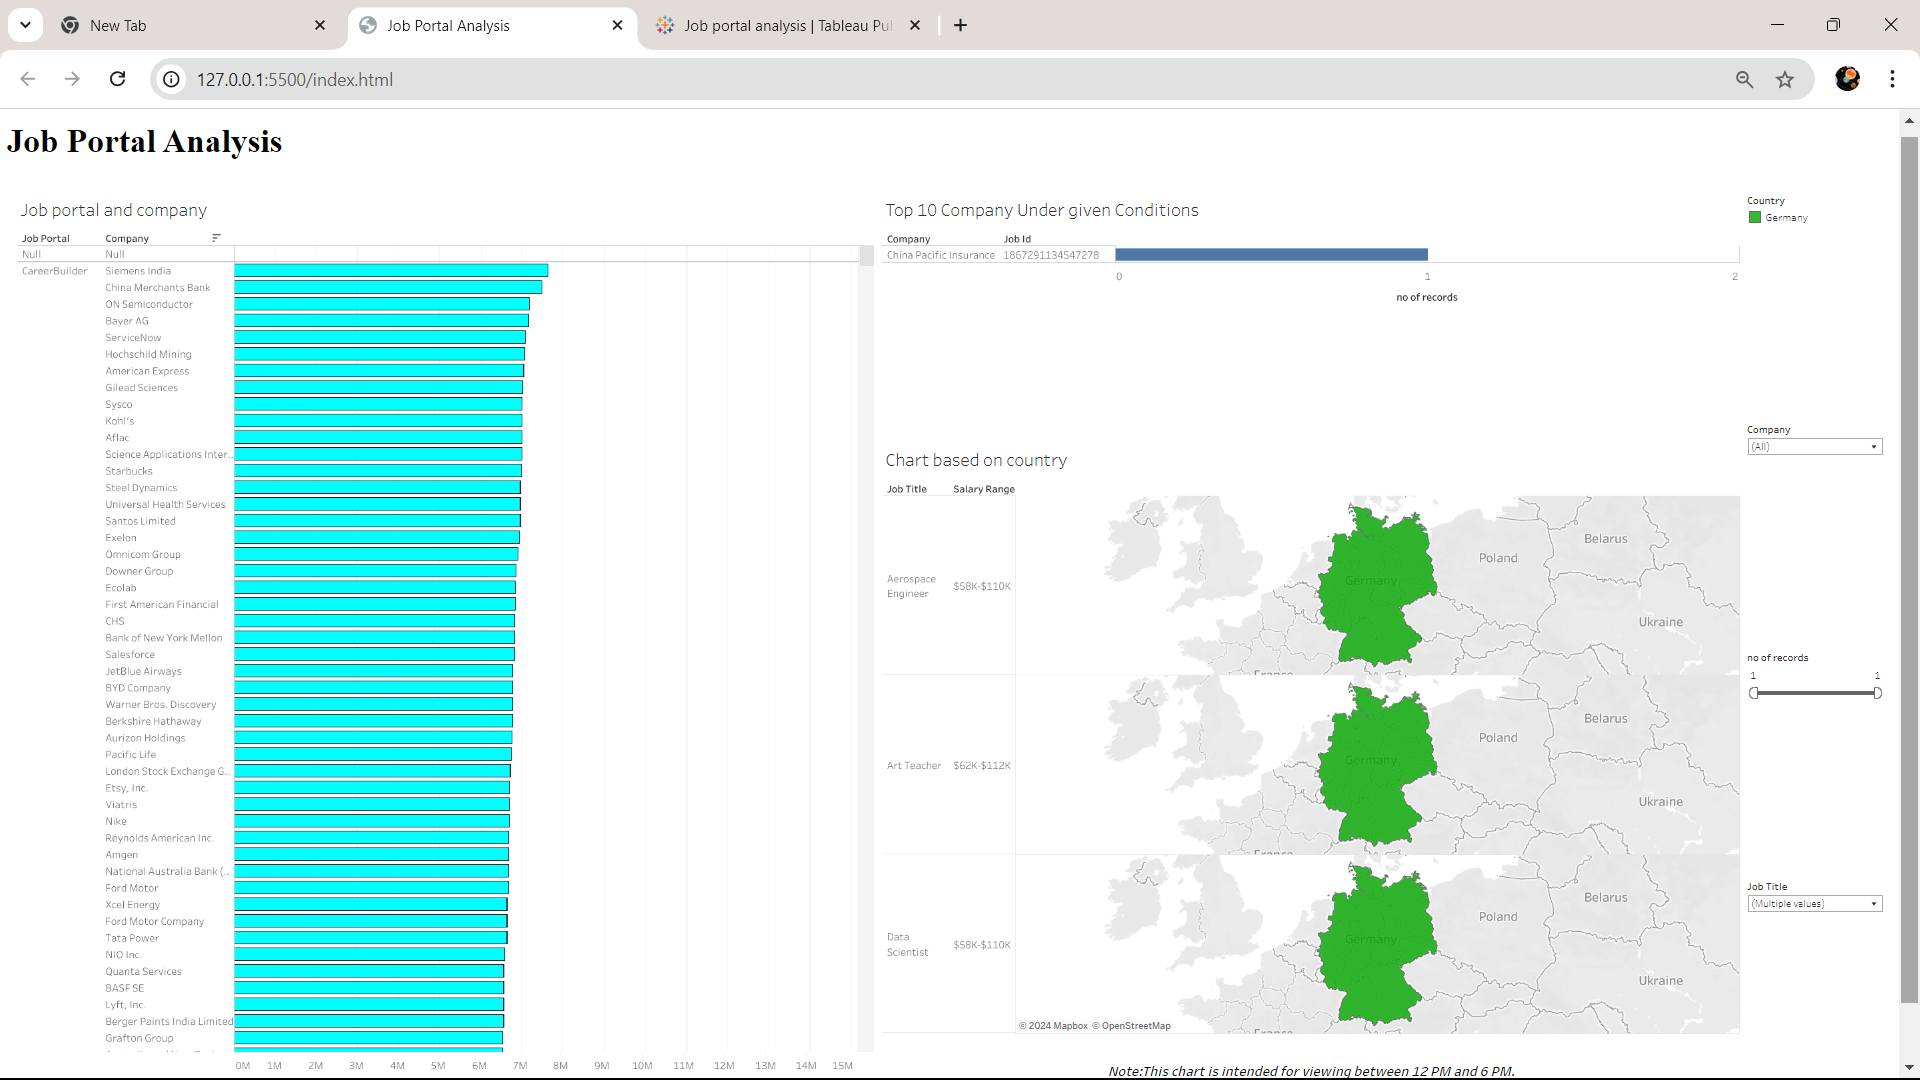 New Tab
Job Portal Analysis
Job portal analysis | Tableau Pu
127.0.0.1:5500/index.html
Job Portal Analysis
Job portal and company
Job Portal Company
Null Null
CareerBuilder Siemens India
China Merchants Bank
ON Semiconductor
Bayer AG
ServiceNow
Hochschild Mining
American Express
Gilead Sciences
Sysco
Kohl's
Aflac
Science Applications Inter..
Starbucks
Steel Dynamics
Universal Health Services
Santos Limited
Exelon
Omnicom Group
Downer Group
Ecolab
First American Financial
CHS
Bank of New York Mellon
Salesforce
JetBlue Airways
BYD Company
Warner Bros. Discovery
Berkshire Hathaway
Aurizon Holdings
Pacific Life
London Stock Exchange G..
Etsy, Inc.
Viatris
Nike
Reynolds American Inc.
Amgen
National Australia Bank (..
Ford Motor
Xcel Energy
Ford Motor Company
Tata Power
NIO Inc.
Quanta Services
BASF SE
Lyft, Inc.
Berger Paints India Limited
Grafton Group
0M 1M 2M 3M 4M 5M 6M 7M 8M 9M 10M 11M 12M 13M 14M 15M
Top 10 Company Under given Conditions
Company Job Id
China Pacific Insurance 1867291134547278
0 1 2
no of records
Chart based on country
Job Title Salary Range
Aerospace
Engineer
$58K-$110K
Germany
Poland
Belarus
Ukraine
France
Art Teacher $62K-$112K
Germany
Poland
Belarus
Ukraine
France
Data
Scientist
$58K-$110K
Germany
Poland
Belarus
Ukraine
France
© 2024 Mapbox © OpenStreetMap
Note:This chart is intended for viewing between 12 PM and 6 PM.
Country
Germany
Company
(All)
no of records
1 1
Job Title
(Multiple values)